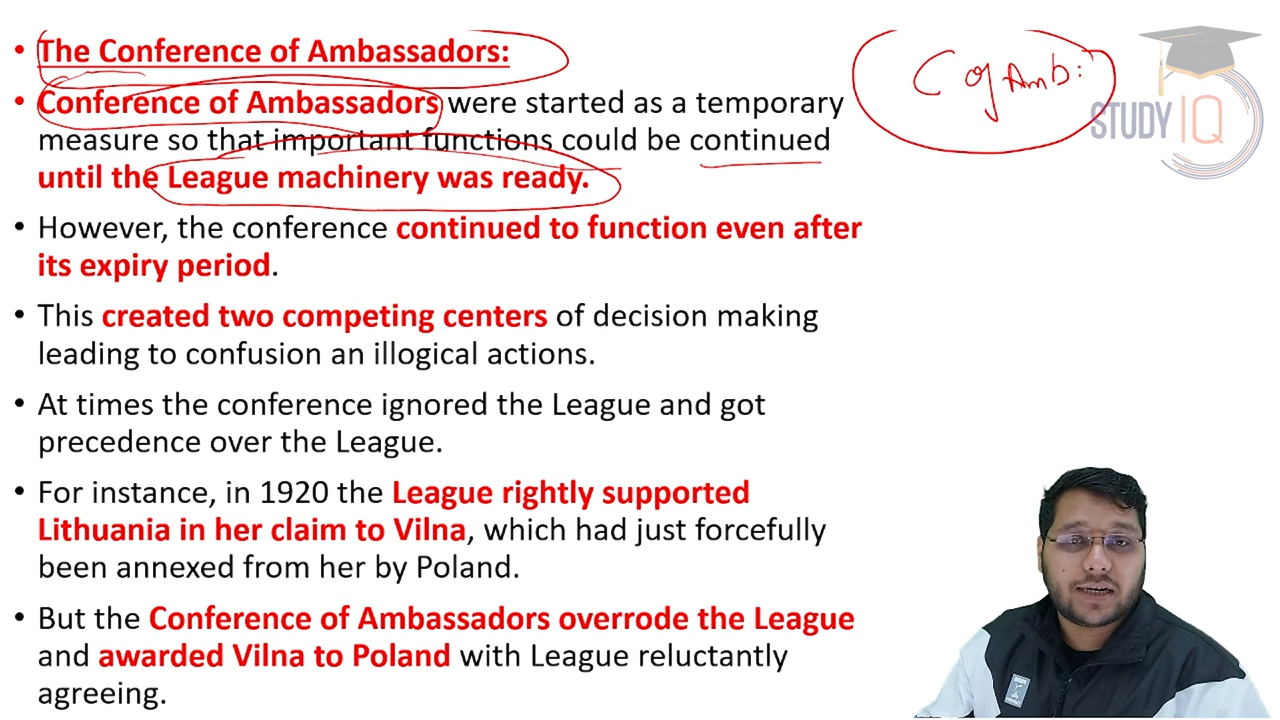 • The Conference of Ambassadors:
C of Amb:
STUDY IQ
• Conference of Ambassadors were started as a temporary
measure so that important functions could be continued
until the League machinery was ready.
• However, the conference continued to function even after
its expiry period.
• This created two competing centers of decision making
leading to confusion an illogical actions.
• At times the conference ignored the League and got
precedence over the League.
• For instance, in 1920 the League rightly supported
Lithuania in her claim to Vilna, which had just forcefully
been annexed from her by Poland.
• But the Conference of Ambassadors overrode the League
and awarded Vilna to Poland with League reluctantly
agreeing.